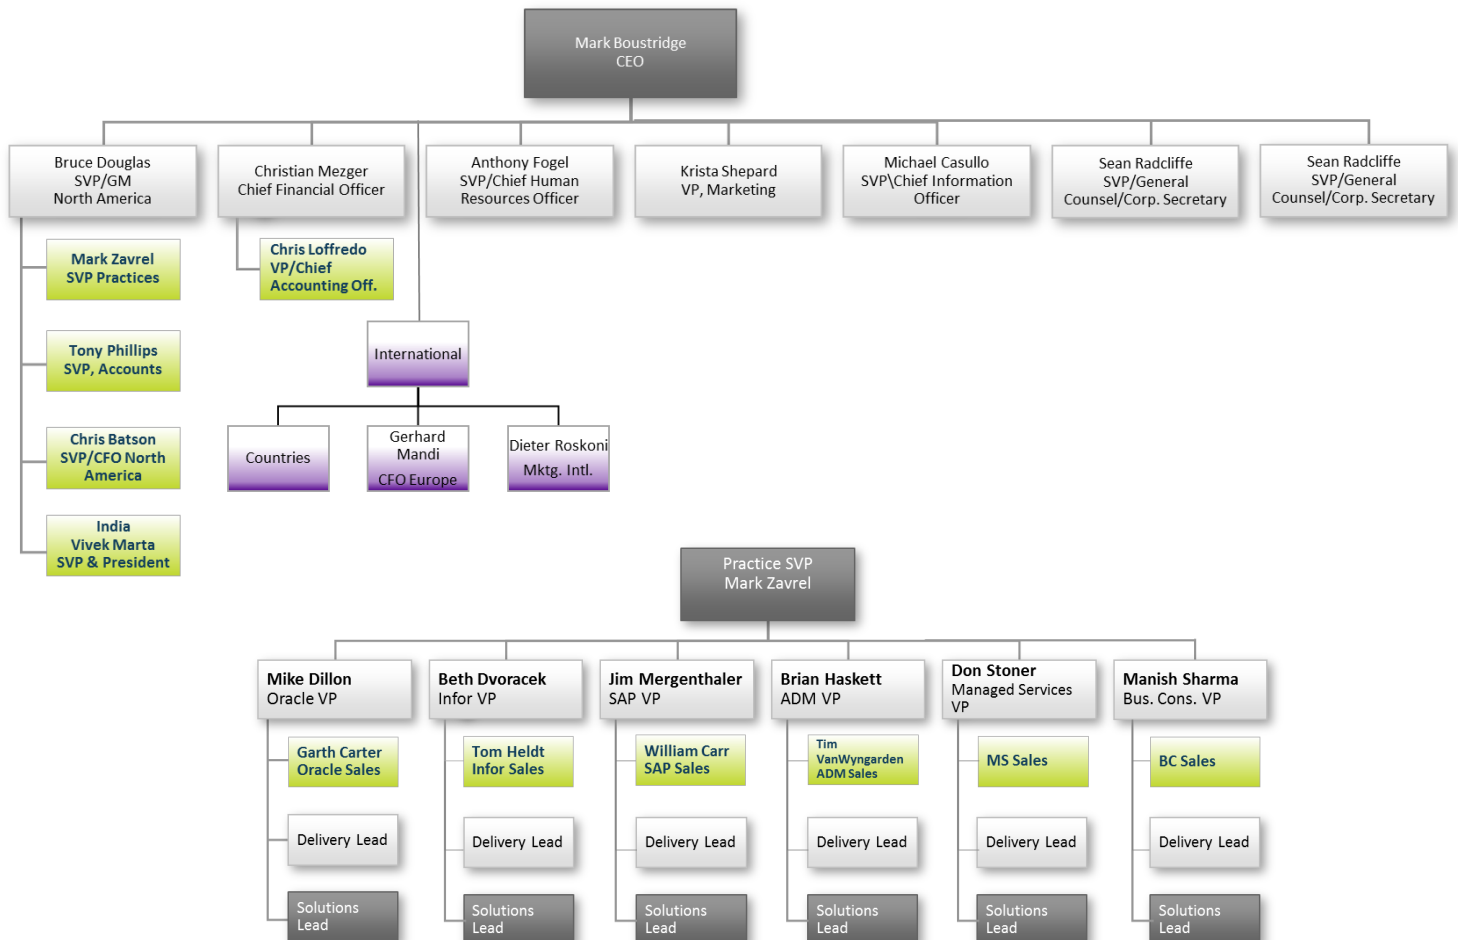 Mark Boustridge
CEO
Bruce Douglas
SVP/GM
North America
Christian Mezger
Chief Financial Officer
Anthony Fogel
SVP/Chief Human
Resources Officer
Krista Shepard
VP, Marketing
Michael Casullo
SVP\Chief Information
Officer
Sean Radcliffe
SVP/General
Counsel/Corp. Secretary
Sean Radcliffe
SVP/General
Counsel/Corp. Secretary
Mark Zavrel
SVP Practices
Chris Loffredo
VP/Chief
Accounting Off.
Tony Phillips
SVP, Accounts
International
Chris Batson
SVP/CFO North
America
Countries
Gerhard
Mandi
CFO Europe
Dieter Roskoni
Mktg. Intl.
India
Vivek Marta
SVP & President
Practice SVP
Mark Zavrel
Mike Dillon
Oracle VP
Beth Dvoracek
Infor VP
Jim Mergenthaler
SAP VP
Brian Haskett
ADM VP
Don Stoner
Managed Services
VP
Manish Sharma
Bus. Cons. VP
Garth Carter
Oracle Sales
Tom Heldt
Infor Sales
William Carr
SAP Sales
Tim
VanWyngarden
ADM Sales
MS Sales
BC Sales
Delivery Lead
Delivery Lead
Delivery Lead
Delivery Lead
Delivery Lead
Delivery Lead
Solutions
Lead
Solutions
Lead
Solutions
Lead
Solutions
Lead
Solutions
Lead
Solutions
Lead